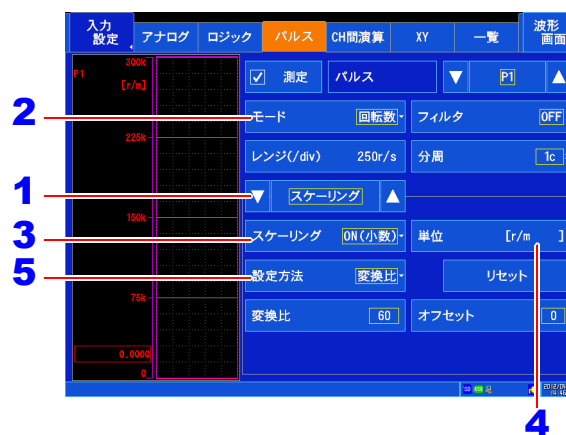 入力設定 アナログ ロジック パルス CH間演算 XY 一覧 波形画面
P1 300k
[r/m]
☑ 測定 パルス ▼ P1 ▲
2 モード 回転数 フィルタ OFF
225k
レンジ(/div) 250r/s 分周 1c
1 ▼ スケーリング ▲
150k
3 スケーリング ON(小数) 単位 [r/m ]
5 設定方法 変換比 リセット
75k
変換比 60 オフセット 0
0.0000
0
SD USB
4